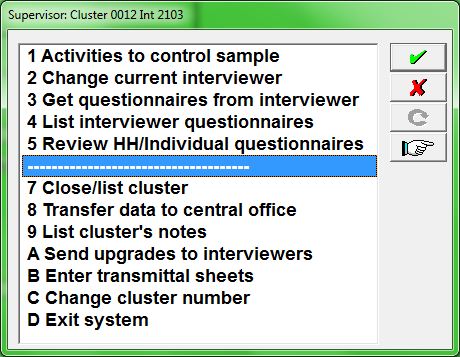 Supervisor: Cluster 0012 Int 2103
1 Activities to control sample
2 Change current interviewer
3 Get questionnaires from interviewer
4 List interviewer questionnaires
5 Review HH/Individual questionnaires
-------------------------------------
7 Close/list cluster
8 Transfer data to central office
9 List cluster's notes
A Send upgrades to interviewers
B Enter transmittal sheets
C Change cluster number
D Exit system